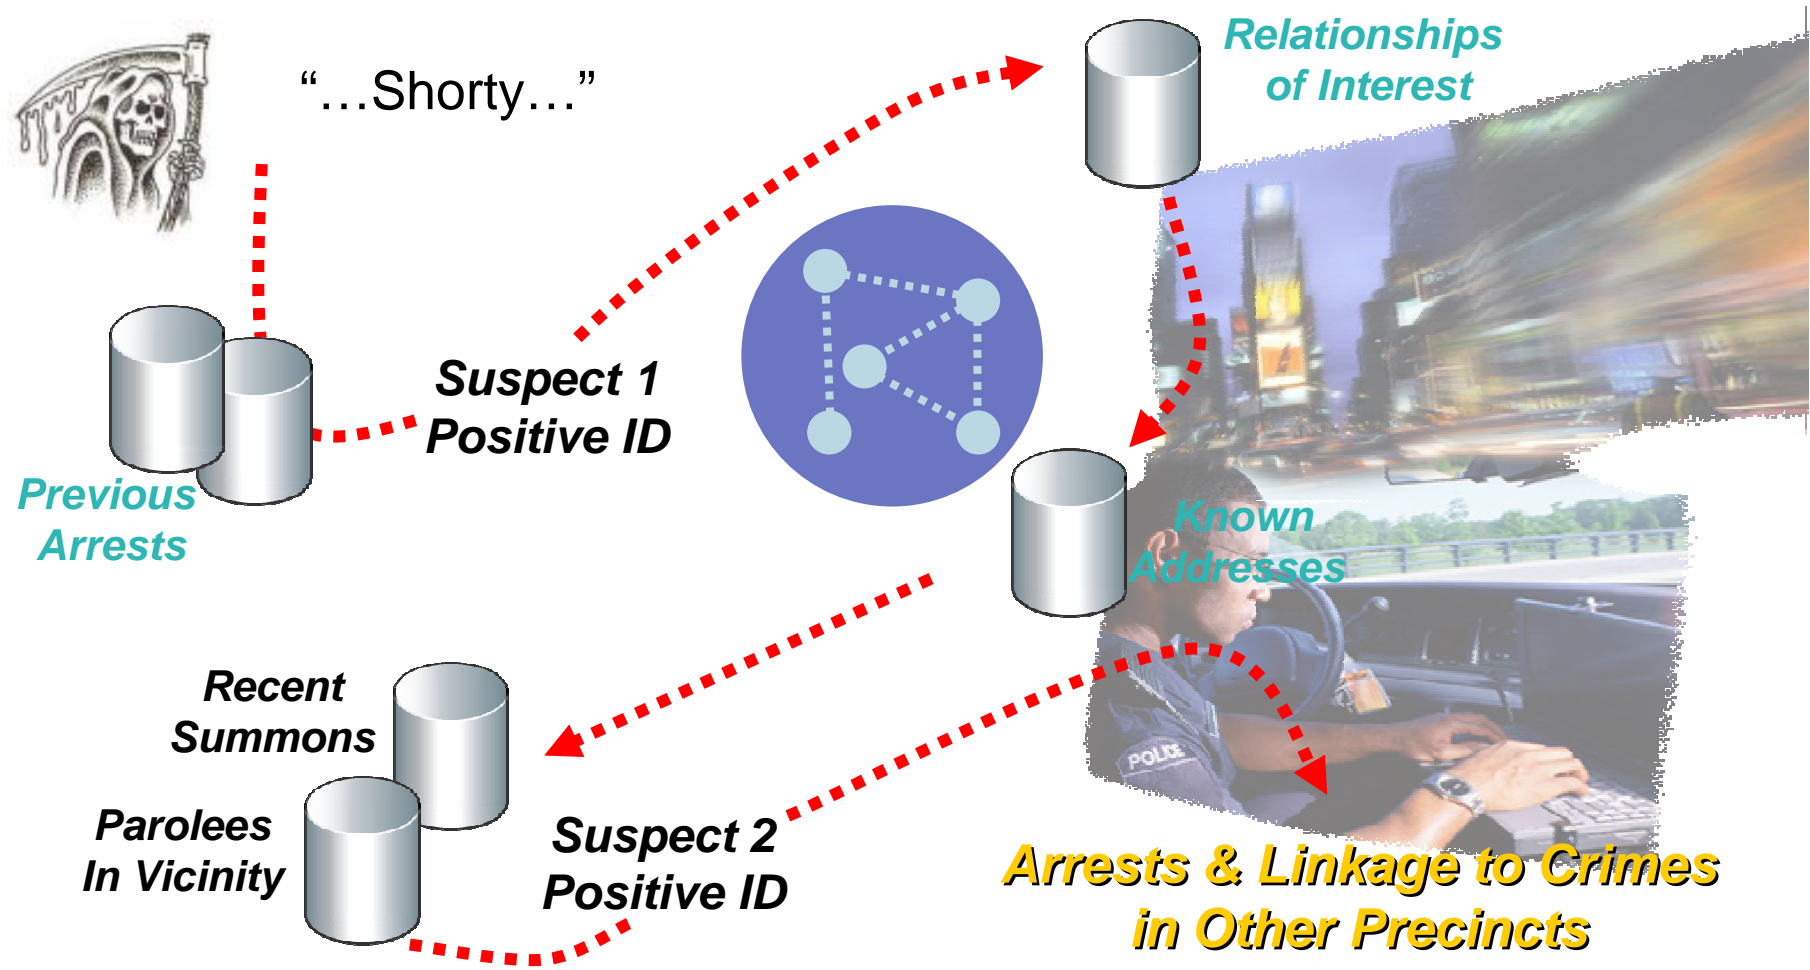 “…Shorty…”
Relationships
of Interest
Suspect 1
Positive ID
Previous
Arrests
Known
Addresses
Recent
Summons
Parolees
In Vicinity
Suspect 2
Positive ID
POLICE
Arrests & Linkage to Crimes
in Other Precincts